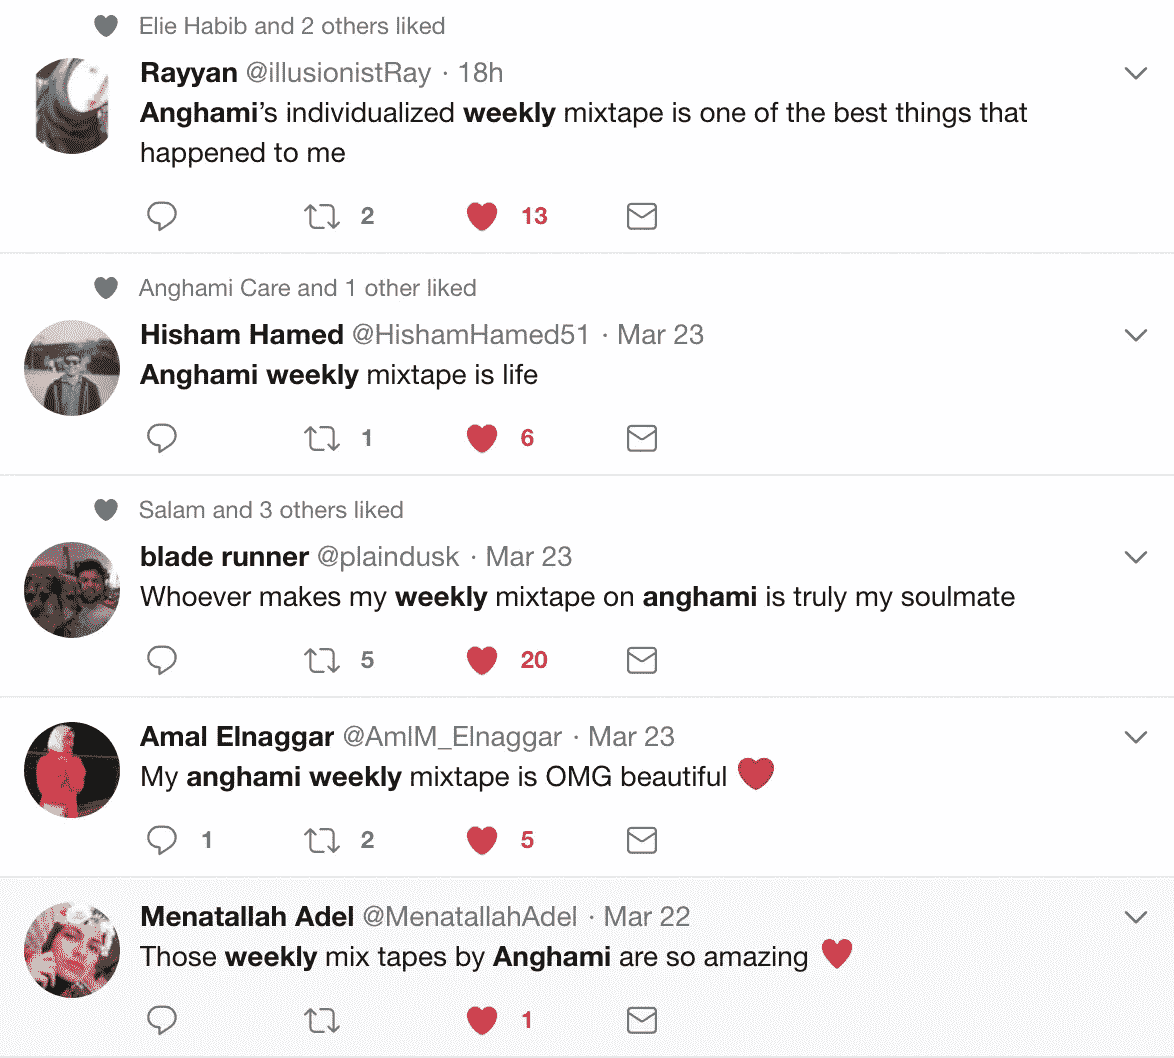 Elie Habib and 2 others liked
Rayyan @illusionistRay · 18h
Anghami's individualized weekly mixtape is one of the best things that
happened to me
2 13
Anghami Care and 1 other liked
Hisham Hamed @HishamHamed51 · Mar 23
Anghami weekly mixtape is life
1 6
Salam and 3 others liked
blade runner @plaindusk · Mar 23
Whoever makes my weekly mixtape on anghami is truly my soulmate
5 20
Amal Elnaggar @AmlM_Elnaggar · Mar 23
My anghami weekly mixtape is OMG beautiful ❤
1 2 5
Menatallah Adel @MenatallahAdel · Mar 22
Those weekly mix tapes by Anghami are so amazing ❤
1